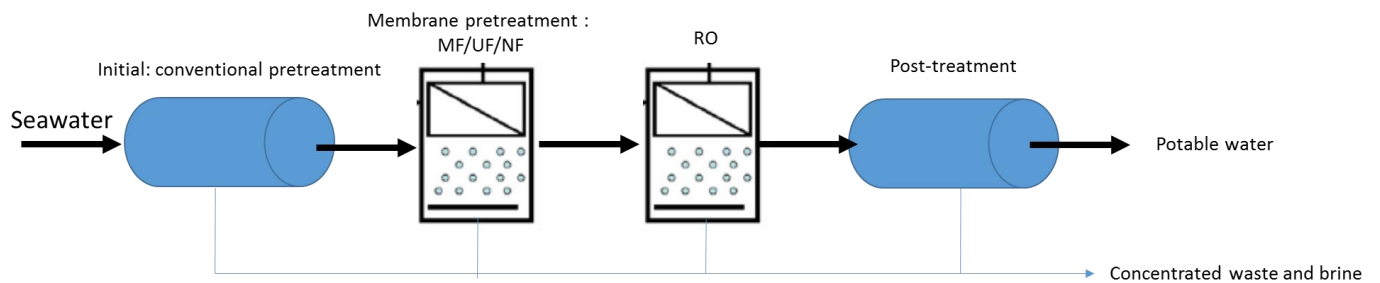 Membrane pretreatment :
MF/UF/NF
RO
Initial: conventional pretreatment
Post-treatment
Seawater
Potable water
Concentrated waste and brine